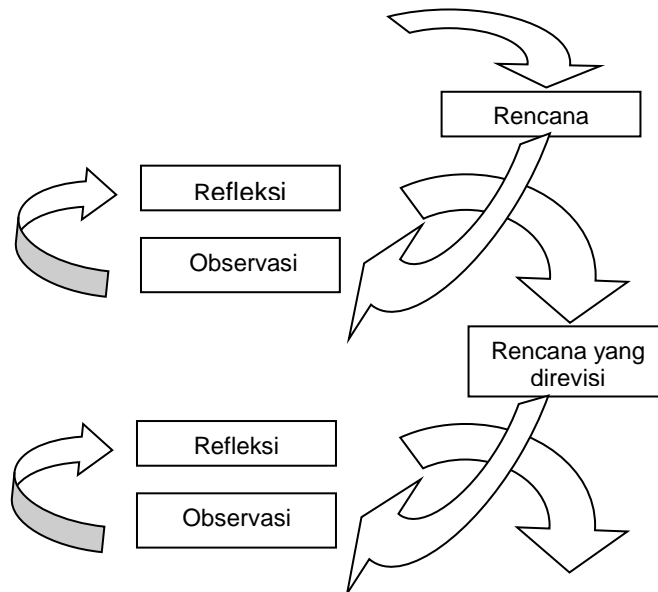 Rencana
Refleksi
Observasi
Rencana yang
direvisi
Refleksi
Observasi